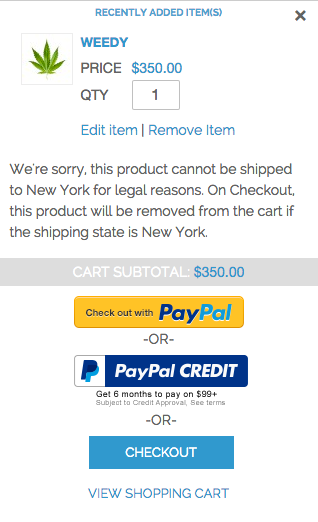 RECENTLY ADDED ITEM(S)
WEEDY
PRICE $350.00
QTY 1
Edit item | Remove Item
We're sorry, this product cannot be shipped
to New York for legal reasons. On Checkout,
this product will be removed from the cart if
the shipping state is New York.
CART SUBTOTAL: $350.00
Check out with PayPal
-OR-
PayPal CREDIT
Get 6 months to pay on $99+
Subject to Credit Approval, See terms
-OR-
CHECKOUT
VIEW SHOPPING CART